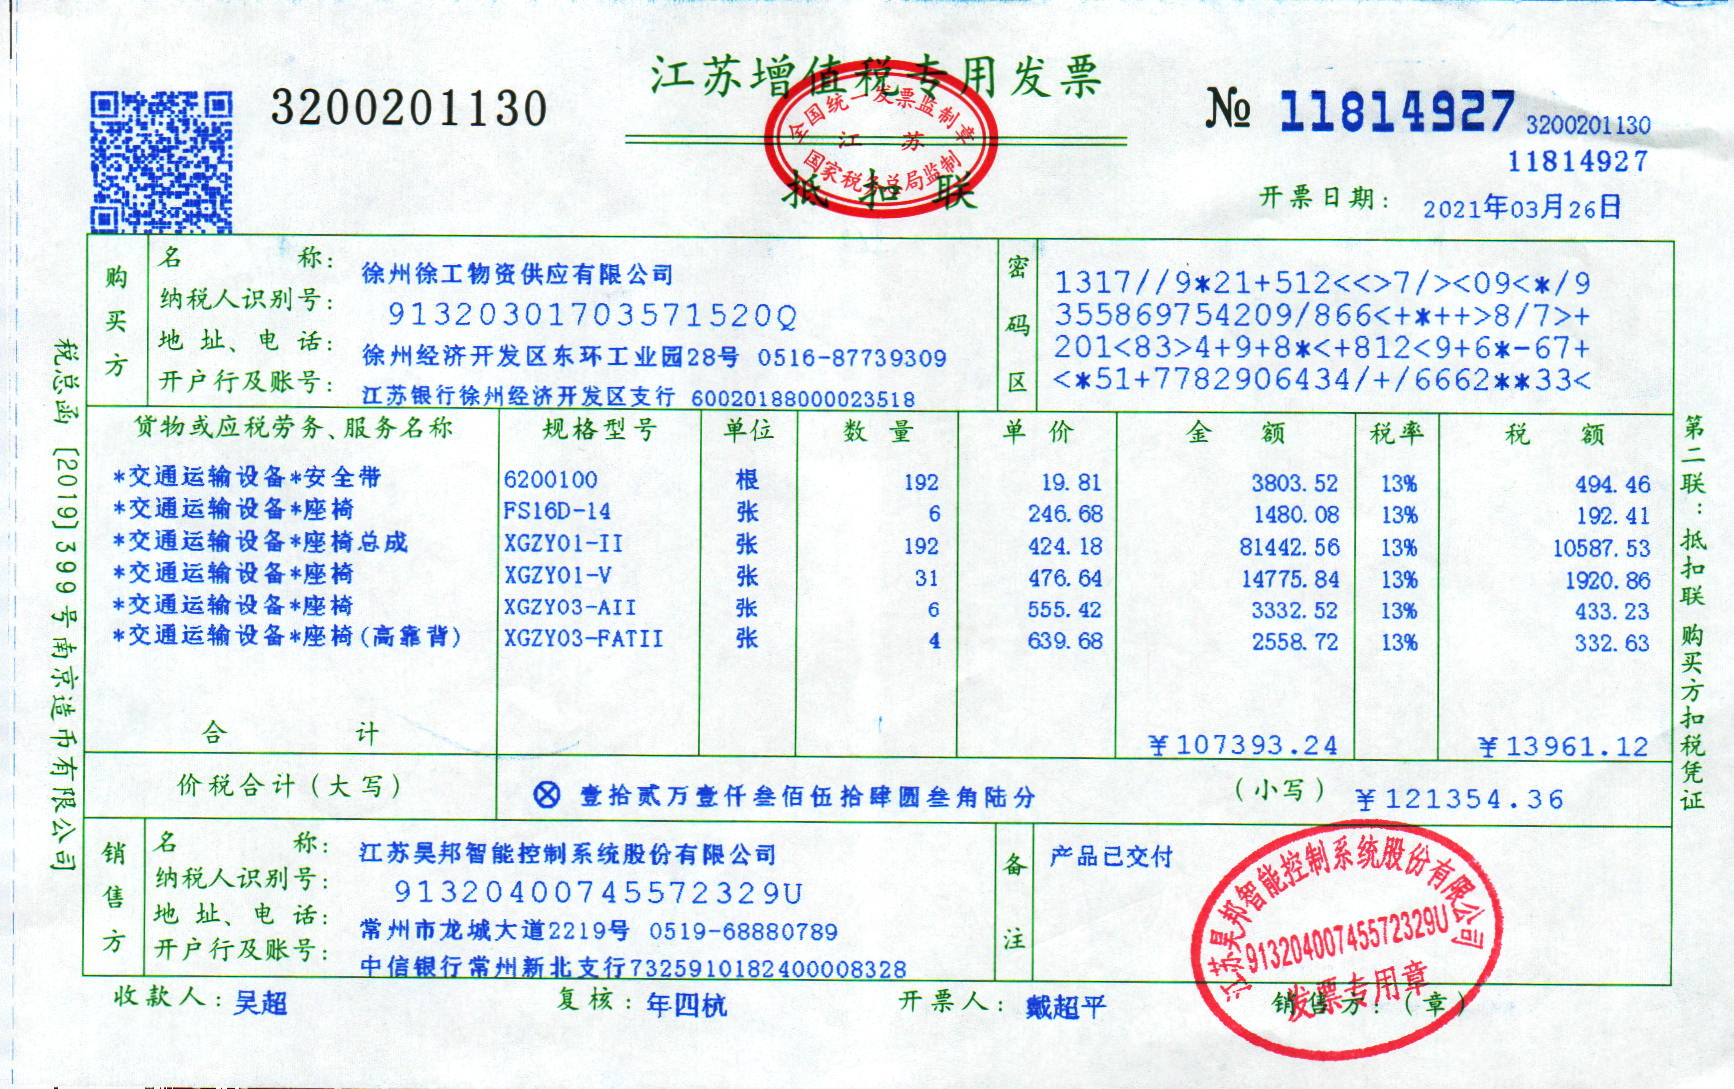 江苏增值税专用发票
3200201130
№ 11814927 3200201130
11814927
全国统一发票监制章
江 苏
国家税务总局监制
抵扣联
开票日期: 2021年03月26日
购买方
名 称: 徐州徐工物资供应有限公司
纳税人识别号: 91320301703571520Q
地址、电话: 徐州经济开发区东环工业园28号 0516-87739309
开户行及账号: 江苏银行徐州经济开发区支行 60020188000023518
密码区
1317//9*21+512<<>7/><09<*/9
355869754209/866<+*++>8/7>+
201<83>4+9+8*<+812<9+6*-67+
<*51+7782906434/+/6662**33<
货物或应税劳务、服务名称 规格型号 单位 数量 单价 金额 税率 税额
*交通运输设备*安全带 6200100 根 192 19.81 3803.52 13% 494.46
*交通运输设备*座椅 FS16D-14 张 6 246.68 1480.08 13% 192.41
*交通运输设备*座椅总成 XGZY01-II 张 192 424.18 81442.56 13% 10587.53
*交通运输设备*座椅 XGZY01-V 张 31 476.64 14775.84 13% 1920.86
*交通运输设备*座椅 XGZY03-AII 张 6 555.42 3332.52 13% 433.23
*交通运输设备*座椅(高靠背) XGZY03-FATII 张 4 639.68 2558.72 13% 332.63
合计 ¥107393.24 ¥13961.12
价税合计(大写) ⊗ 壹拾贰万壹仟叁佰伍拾肆圆叁角陆分 (小写) ¥121354.36
销售方
名 称: 江苏昊邦智能控制系统股份有限公司
纳税人识别号: 91320400745572329U
地址、电话: 常州市龙城大道2219号 0519-68880789
开户行及账号: 中信银行常州新北支行7325910182400008328
备注
产品已交付
江苏昊邦智能控制系统股份有限公司
91320400745572329U
发票专用章
收款人: 吴超 复核: 年四杭 开票人: 戴超平 销售方:(章)
税总函[2019]399号南京造币有限公司
第二联:抵扣联 购买方扣税凭证